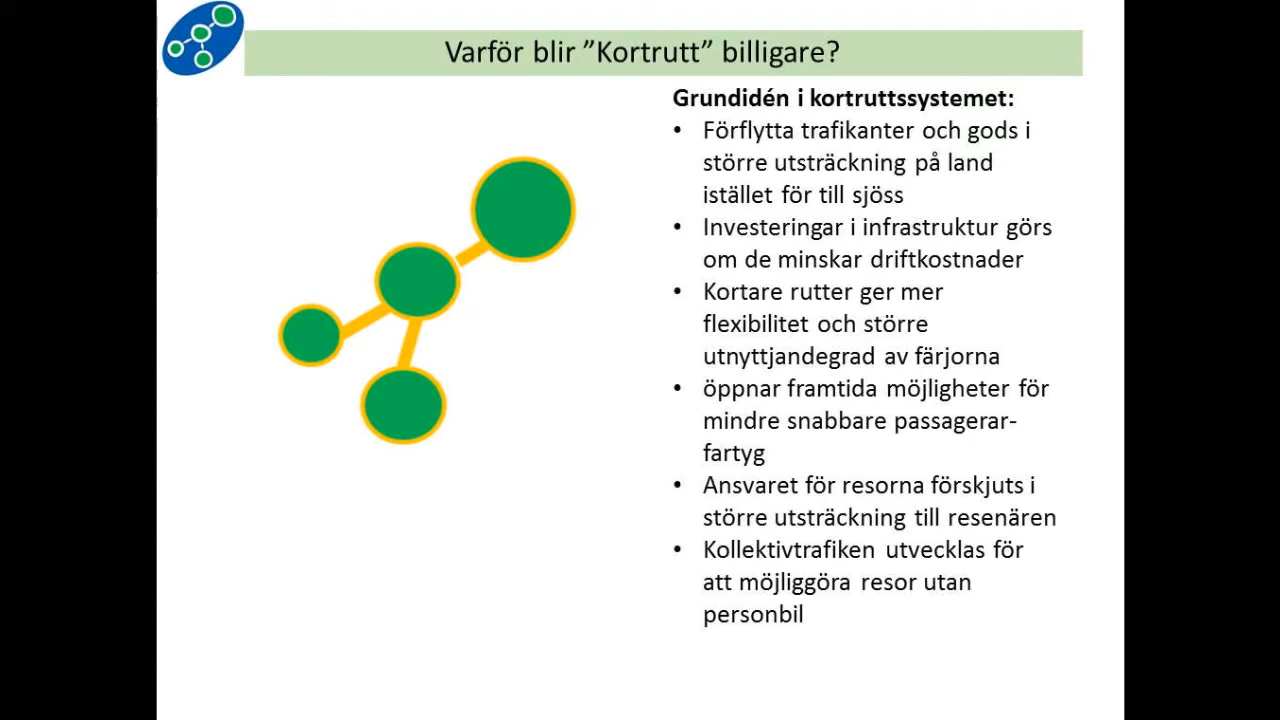 Varför blir ”Kortrutt” billigare?
Grundidén i kortruttssystemet:
• Förflytta trafikanter och gods i
större utsträckning på land
istället för till sjöss
• Investeringar i infrastruktur görs
om de minskar driftkostnader
• Kortare rutter ger mer
flexibilitet och större
utnyttjandegrad av färjorna
• öppnar framtida möjligheter för
mindre snabbare passagerar-
fartyg
• Ansvaret för resorna förskjuts i
större utsträckning till resenären
• Kollektivtrafiken utvecklas för
att möjliggöra resor utan
personbil